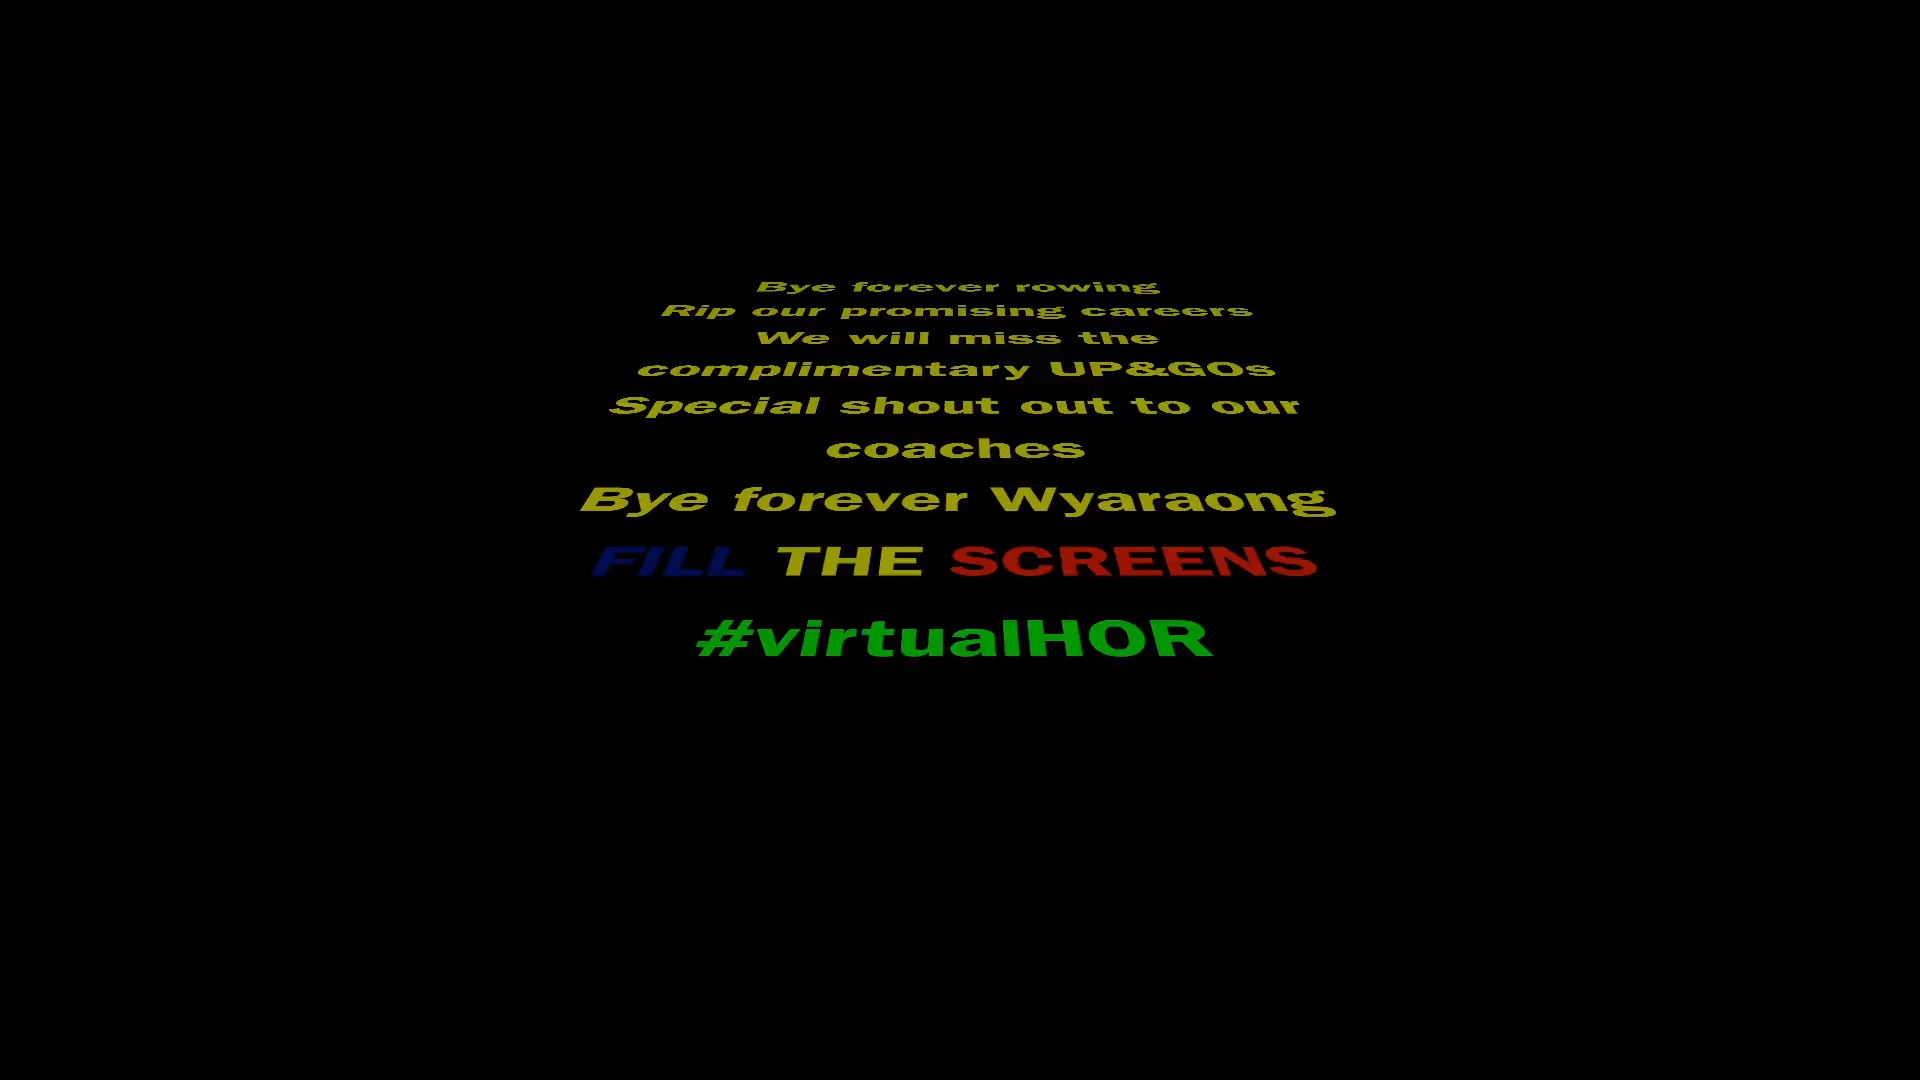 Bye forever rowing
Rip our promising careers
We will miss the
complimentary UP&GOs
Special shout out to our
coaches
Bye forever Wyaraong
FILL THE SCREENS
#virtualHOR